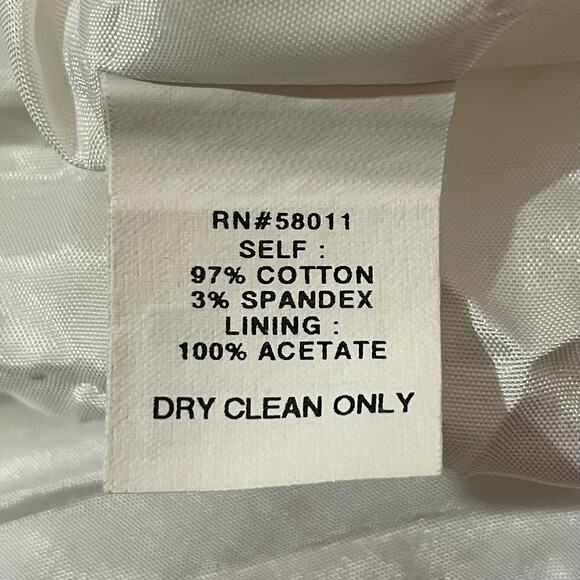 RN#58011
SELF :
97% COTTON
3% SPANDEX
LINING :
100% ACETATE
DRY CLEAN ONLY